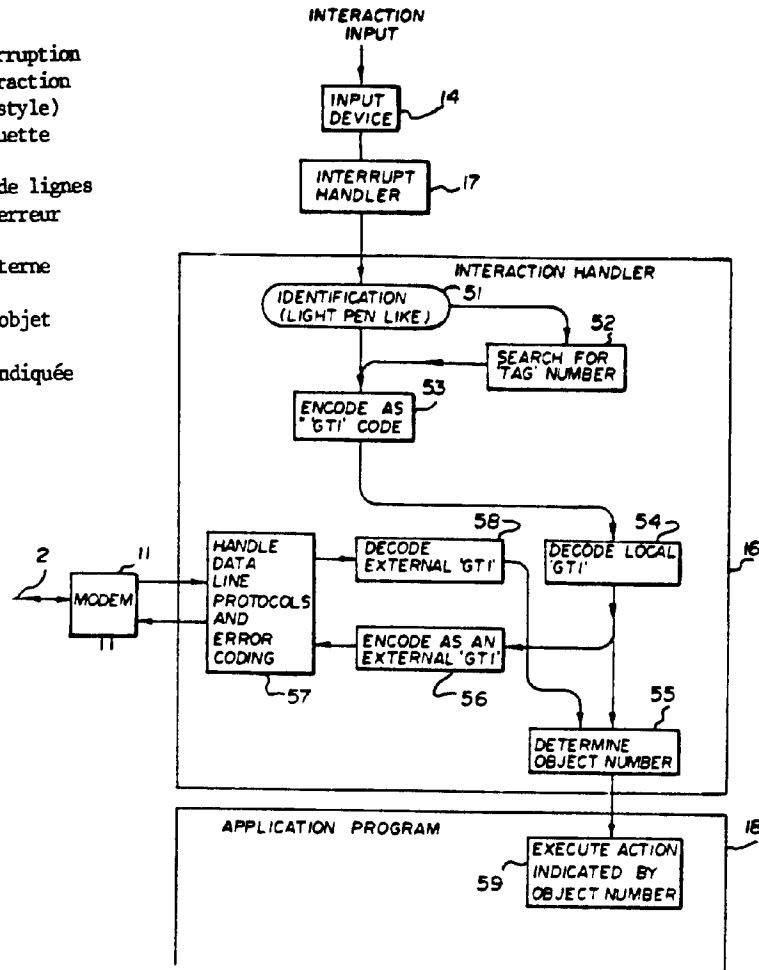 INTERACTION
INPUT
rruption
raction
style)
uette
de lignes
erreur
terne
objet
ndiquée
INPUT
DEVICE
14
INTERRUPT
HANDLER
17
INTERACTION HANDLER
IDENTIFICATION
(LIGHT PEN LIKE)
51
52
SEARCH FOR
'TAG' NUMBER
53
ENCODE AS
"'GTI' CODE
58
54
DECODE
EXTERNAL 'GTI'
DECODE LOCAL
'GTI'
16
2
11
MODEM
HANDLE
DATA
LINE
PROTOCOLS
AND
ERROR
CODING
57
ENCODE AS AN
EXTERNAL 'GTI'
56
55
DETERMINE
OBJECT NUMBER
APPLICATION PROGRAM
18
EXECUTE ACTION
INDICATED BY
OBJECT NUMBER
59